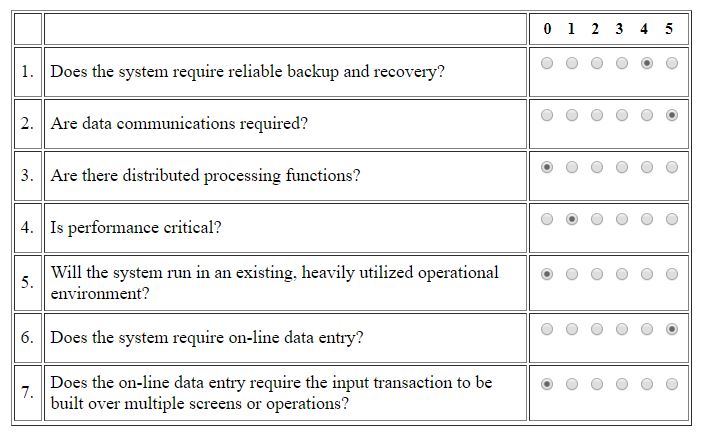 0 1 2 3 4 5
1. Does the system require reliable backup and recovery?
2. Are data communications required?
3. Are there distributed processing functions?
4. Is performance critical?
5. Will the system run in an existing, heavily utilized operational
environment?
6. Does the system require on-line data entry?
7. Does the on-line data entry require the input transaction to be
built over multiple screens or operations?